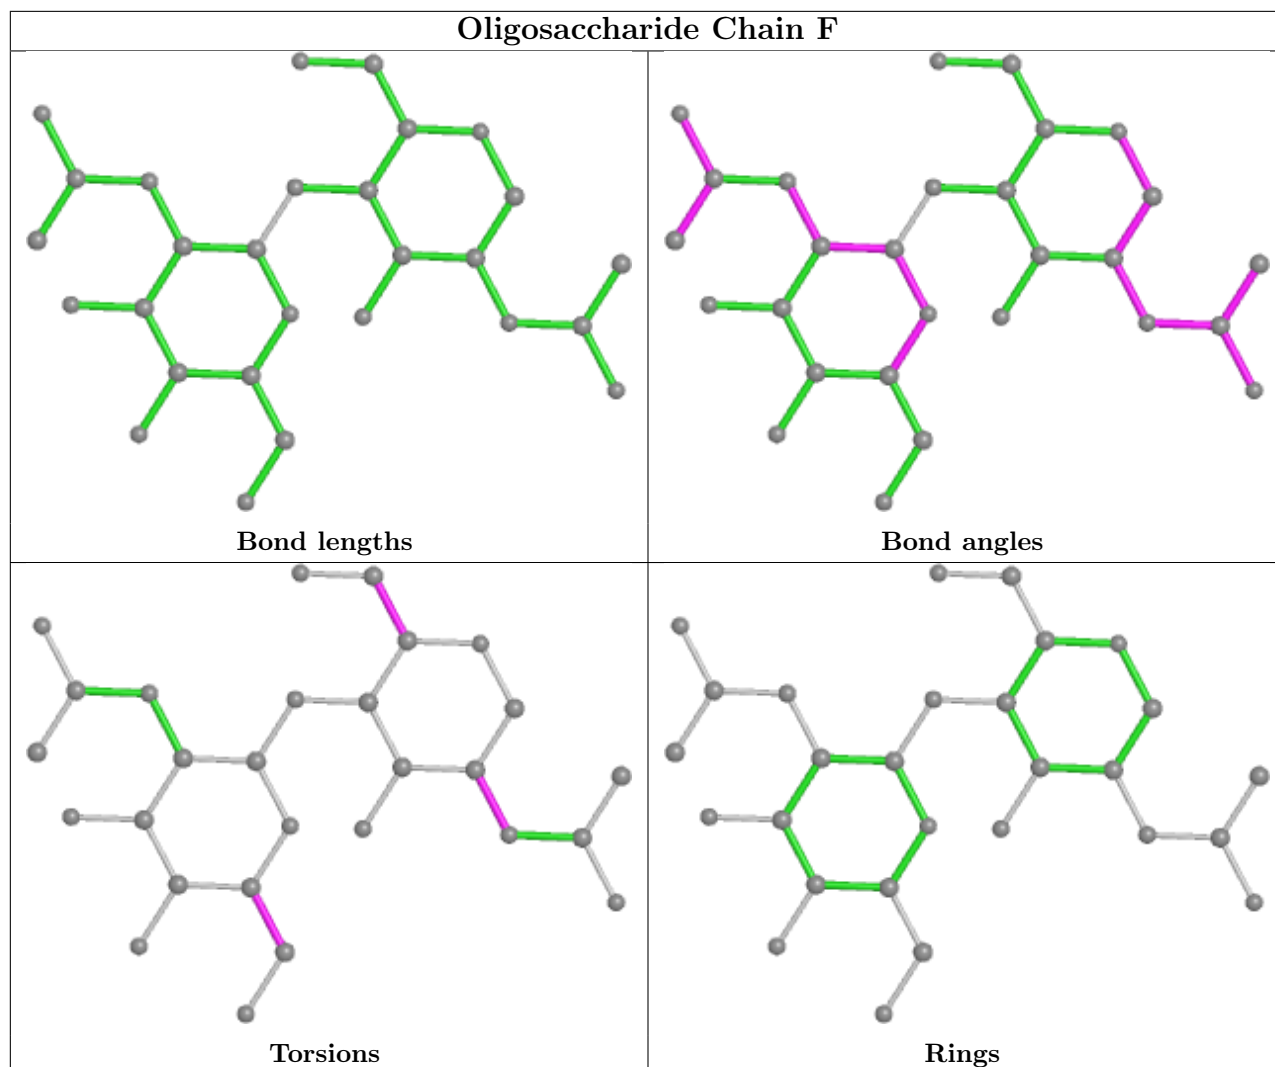 Oligosaccharide Chain F
Bond lengths
Bond angles
Torsions
Rings